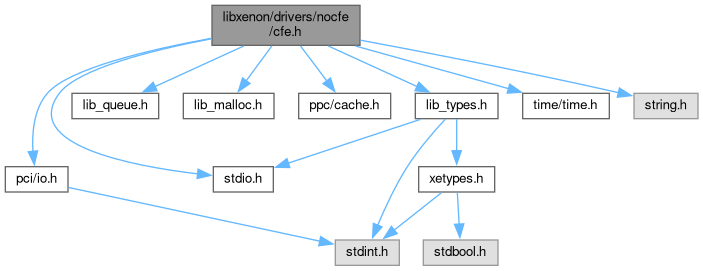 libxenon/drivers/nocfe
/cfe.h
lib_queue.h
lib_malloc.h
ppc/cache.h
lib_types.h
time/time.h
string.h
pci/io.h
stdio.h
xetypes.h
stdint.h
stdbool.h